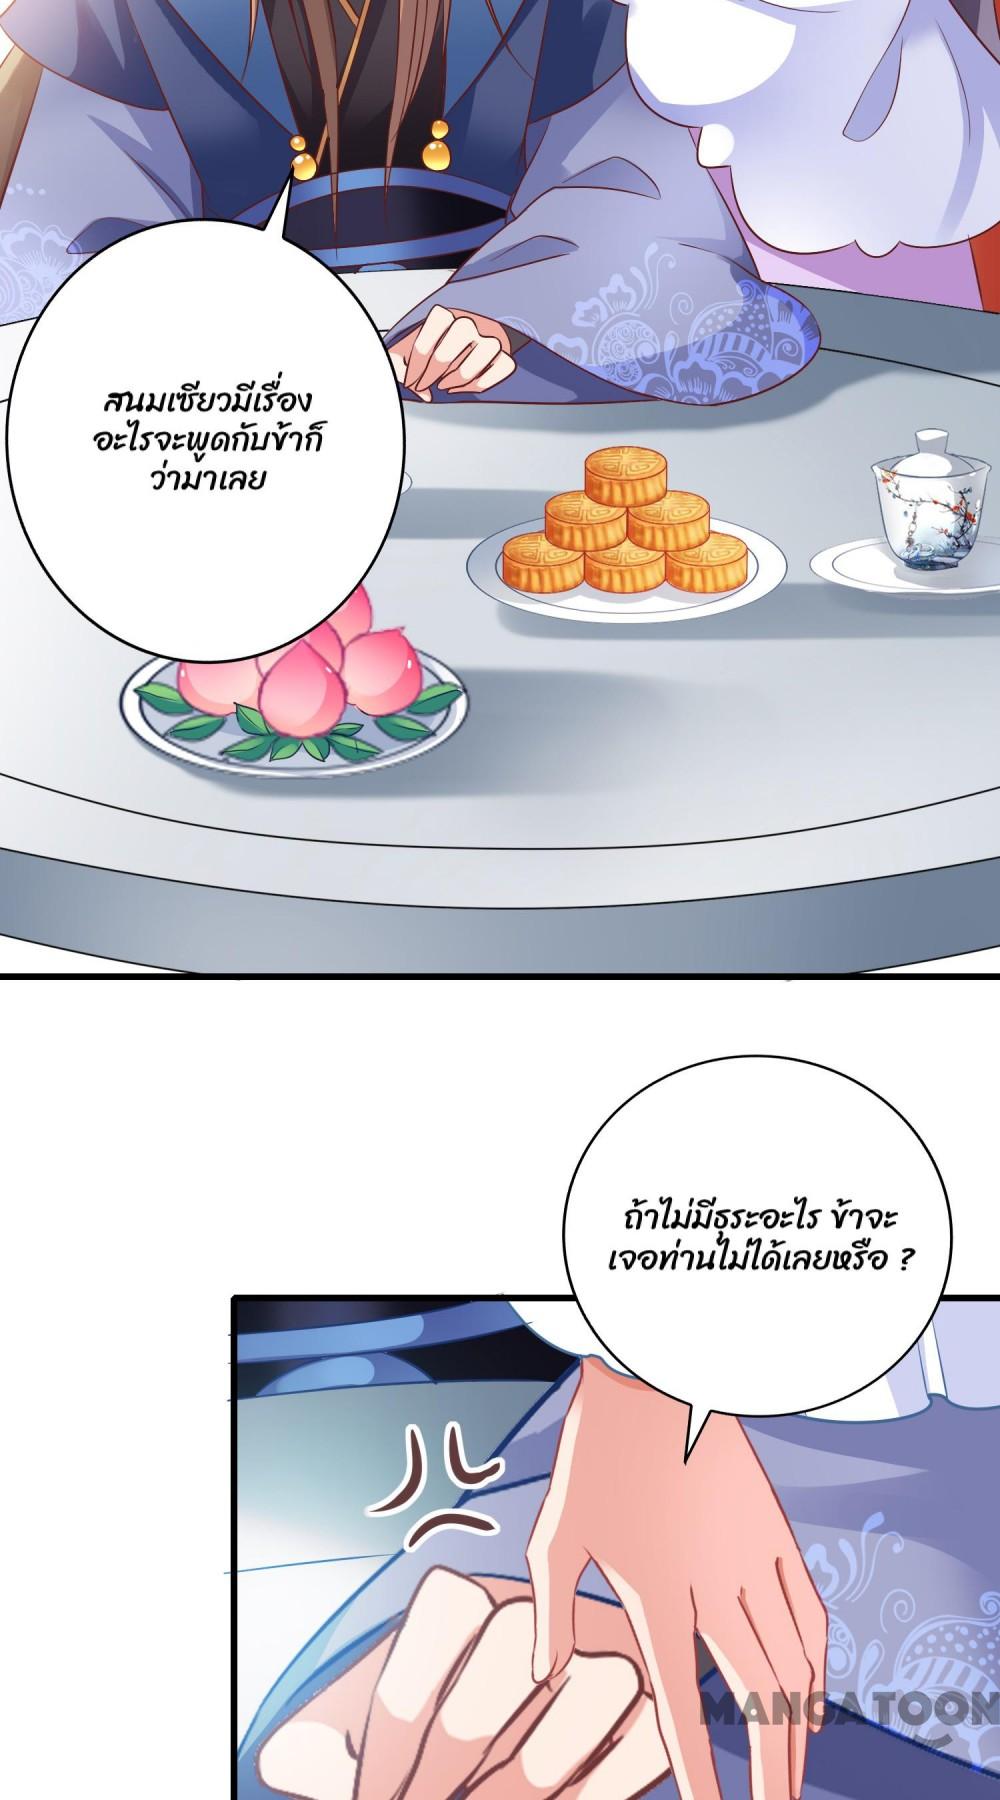 สนมเซียวมีเรื่อง
อะไรจะพูดกับข้าก็
ว่ามาเลย
ถ้าไม่มีธุระอะไร ข้าจะ
เจอท่านไม่ได้เลยหรือ ?
MANGATOON